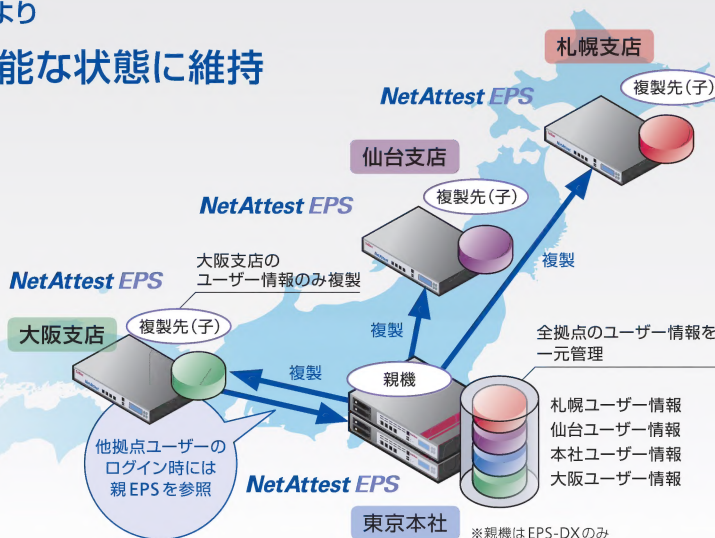 より
能な状態に維持
札幌支店
複製先(子)
NetAttest EPS
仙台支店
複製先(子)
NetAttest EPS
複製
大阪支店の
ユーザー情報のみ複製
NetAttest EPS
大阪支店
複製先(子)
複製
複製
全拠点のユーザー情報を
一元管理
親機
札幌ユーザー情報
仙台ユーザー情報
本社ユーザー情報
大阪ユーザー情報
他拠点ユーザーの
ログイン時には
親EPSを参照
NetAttest EPS
東京本社
※親機はEPS-DXのみ